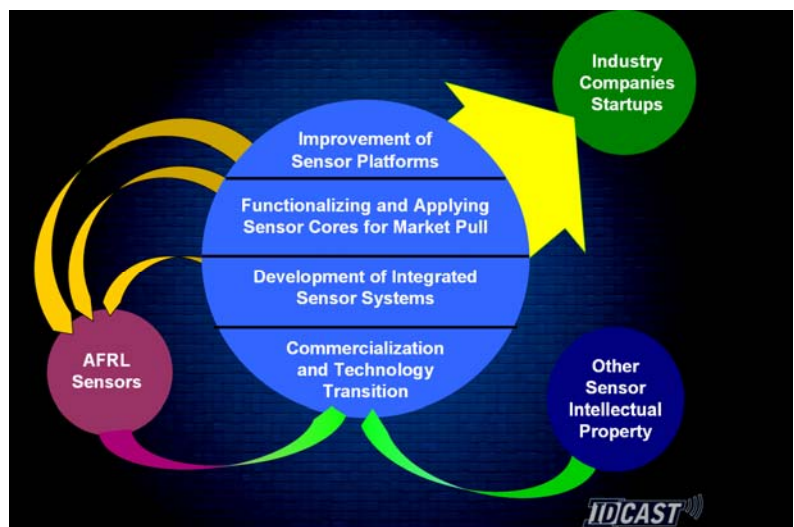 Industry
Companies
Startups
Improvement of
Sensor Platforms
Functionalizing and Applying
Sensor Cores for Market Pull
Development of Integrated
Sensor Systems
Commercialization
and Technology
Transition
AFRL
Sensors
Other
Sensor
Intellectual
Property
IDCAST